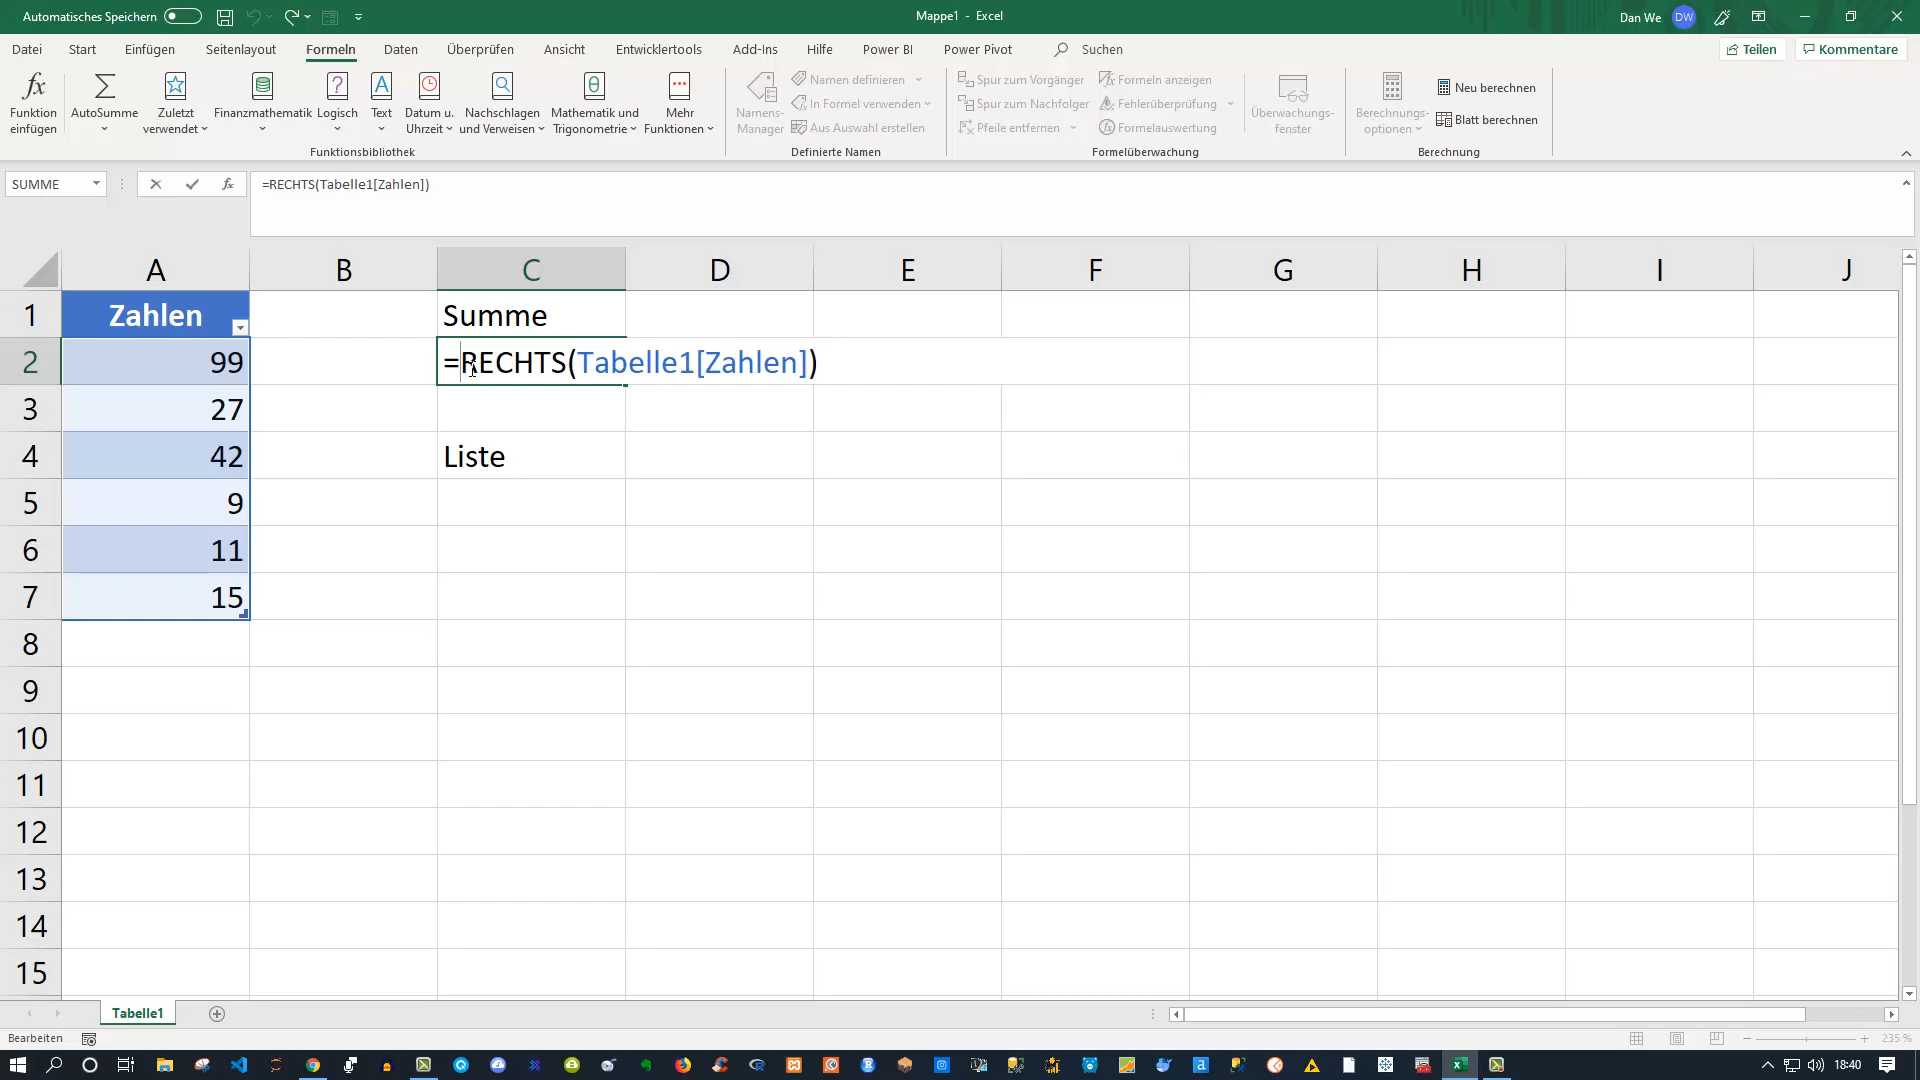 Automatisches Speichern
Mappe1 - Excel
Dan We DW
Datei Start Einfügen Seitenlayout Formeln Daten Überprüfen Ansicht Entwicklertools Add-Ins Hilfe Power BI Power Pivot Suchen Teilen Kommentare
Funktion einfügen
AutoSumme
Zuletzt verwendet
Finanzmathematik
Logisch
Text
Datum u. Uhrzeit
Nachschlagen und Verweisen
Mathematik und Trigonometrie
Mehr Funktionen
Funktionsbibliothek
Namens-Manager
Namen definieren
In Formel verwenden
Aus Auswahl erstellen
Definierte Namen
Spur zum Vorgänger
Spur zum Nachfolger
Pfeile entfernen
Formeln anzeigen
Fehlerüberprüfung
Formelauswertung
Überwachungs-fenster
Formelüberwachung
Berechnungs-optionen
Neu berechnen
Blatt berechnen
Berechnung
SUMME
fx
=RECHTS(Tabelle1[Zahlen])
A B C D E F G H I J
1 Zahlen Summe
2 99 =RECHTS(Tabelle1[Zahlen])
3 27
4 42 Liste
5 9
6 11
7 15
8
9
10
11
12
13
14
15
Tabelle1
Bearbeiten
235 %
18:40